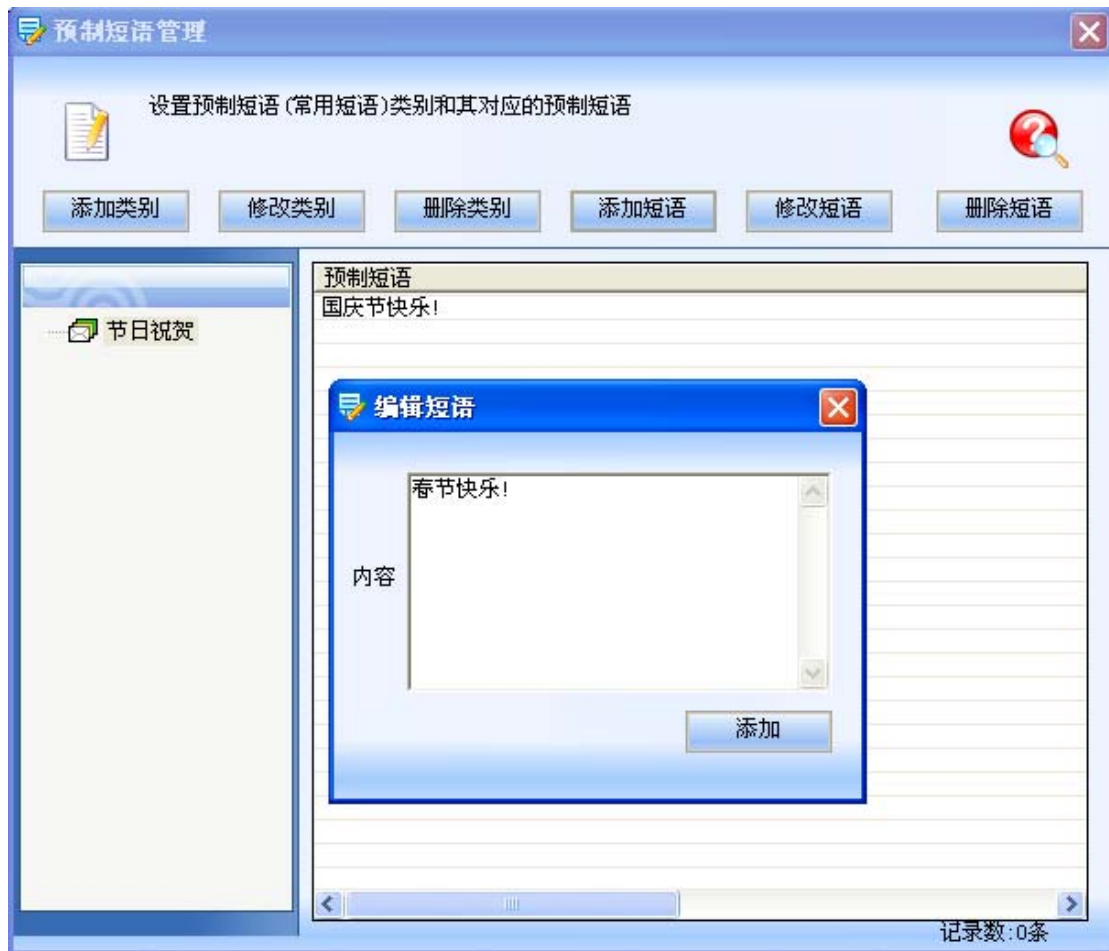 预制短语管理
设置预制短语(常用短语)类别和其对应的预制短语
添加类别
修改类别
删除类别
添加短语
修改短语
删除短语
节日祝贺
预制短语
国庆节快乐!
编辑短语
内容
春节快乐!
添加
记录数:0条